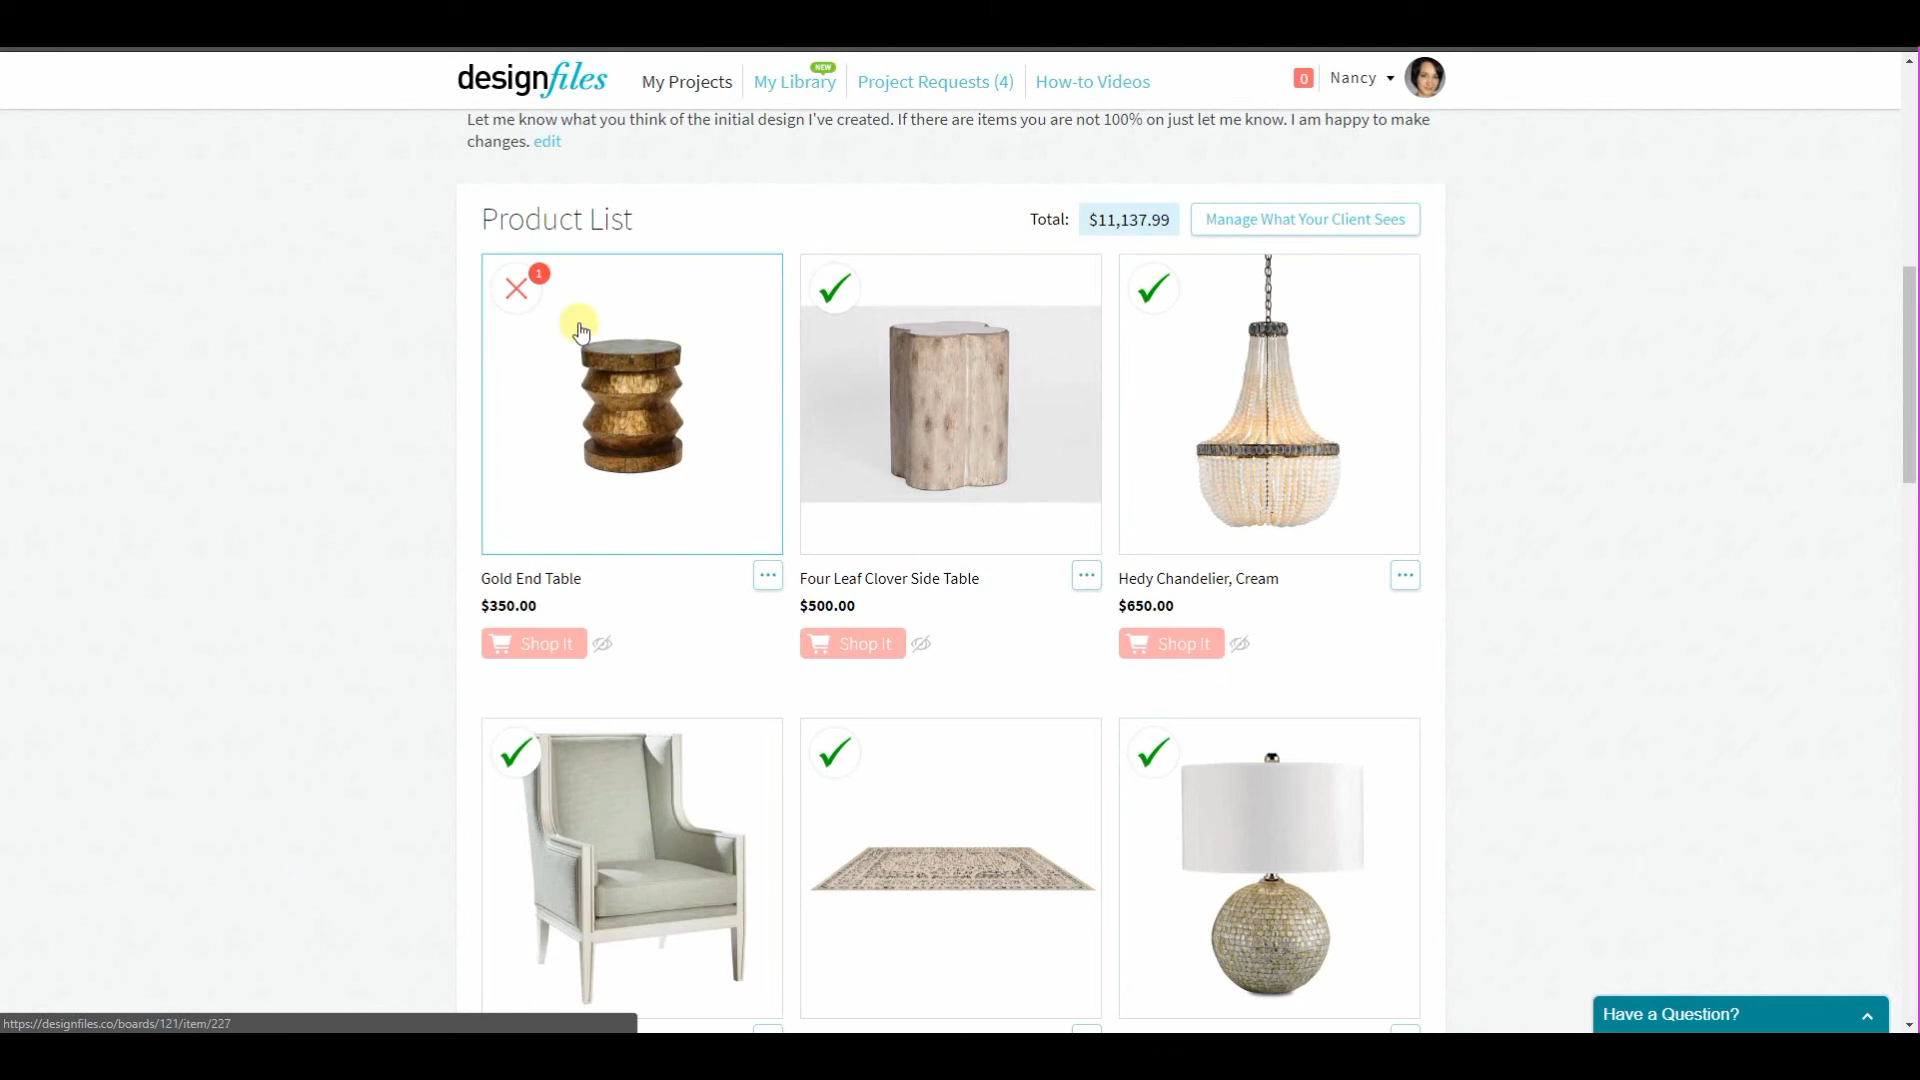 designfiles
My Projects
My Library
NEW
Project Requests (4)
How-to Videos
0
Nancy
Let me know what you think of the initial design I've created. If there are items you are not 100% on just let me know. I am happy to make
changes. edit
Product List
Total: $11,137.99
Manage What Your Client Sees
1
Gold End Table
$350.00
Shop It
Four Leaf Clover Side Table
$500.00
Shop It
Hedy Chandelier, Cream
$650.00
Shop It
Have a Question?
https://designfiles.co/boards/121/item/227